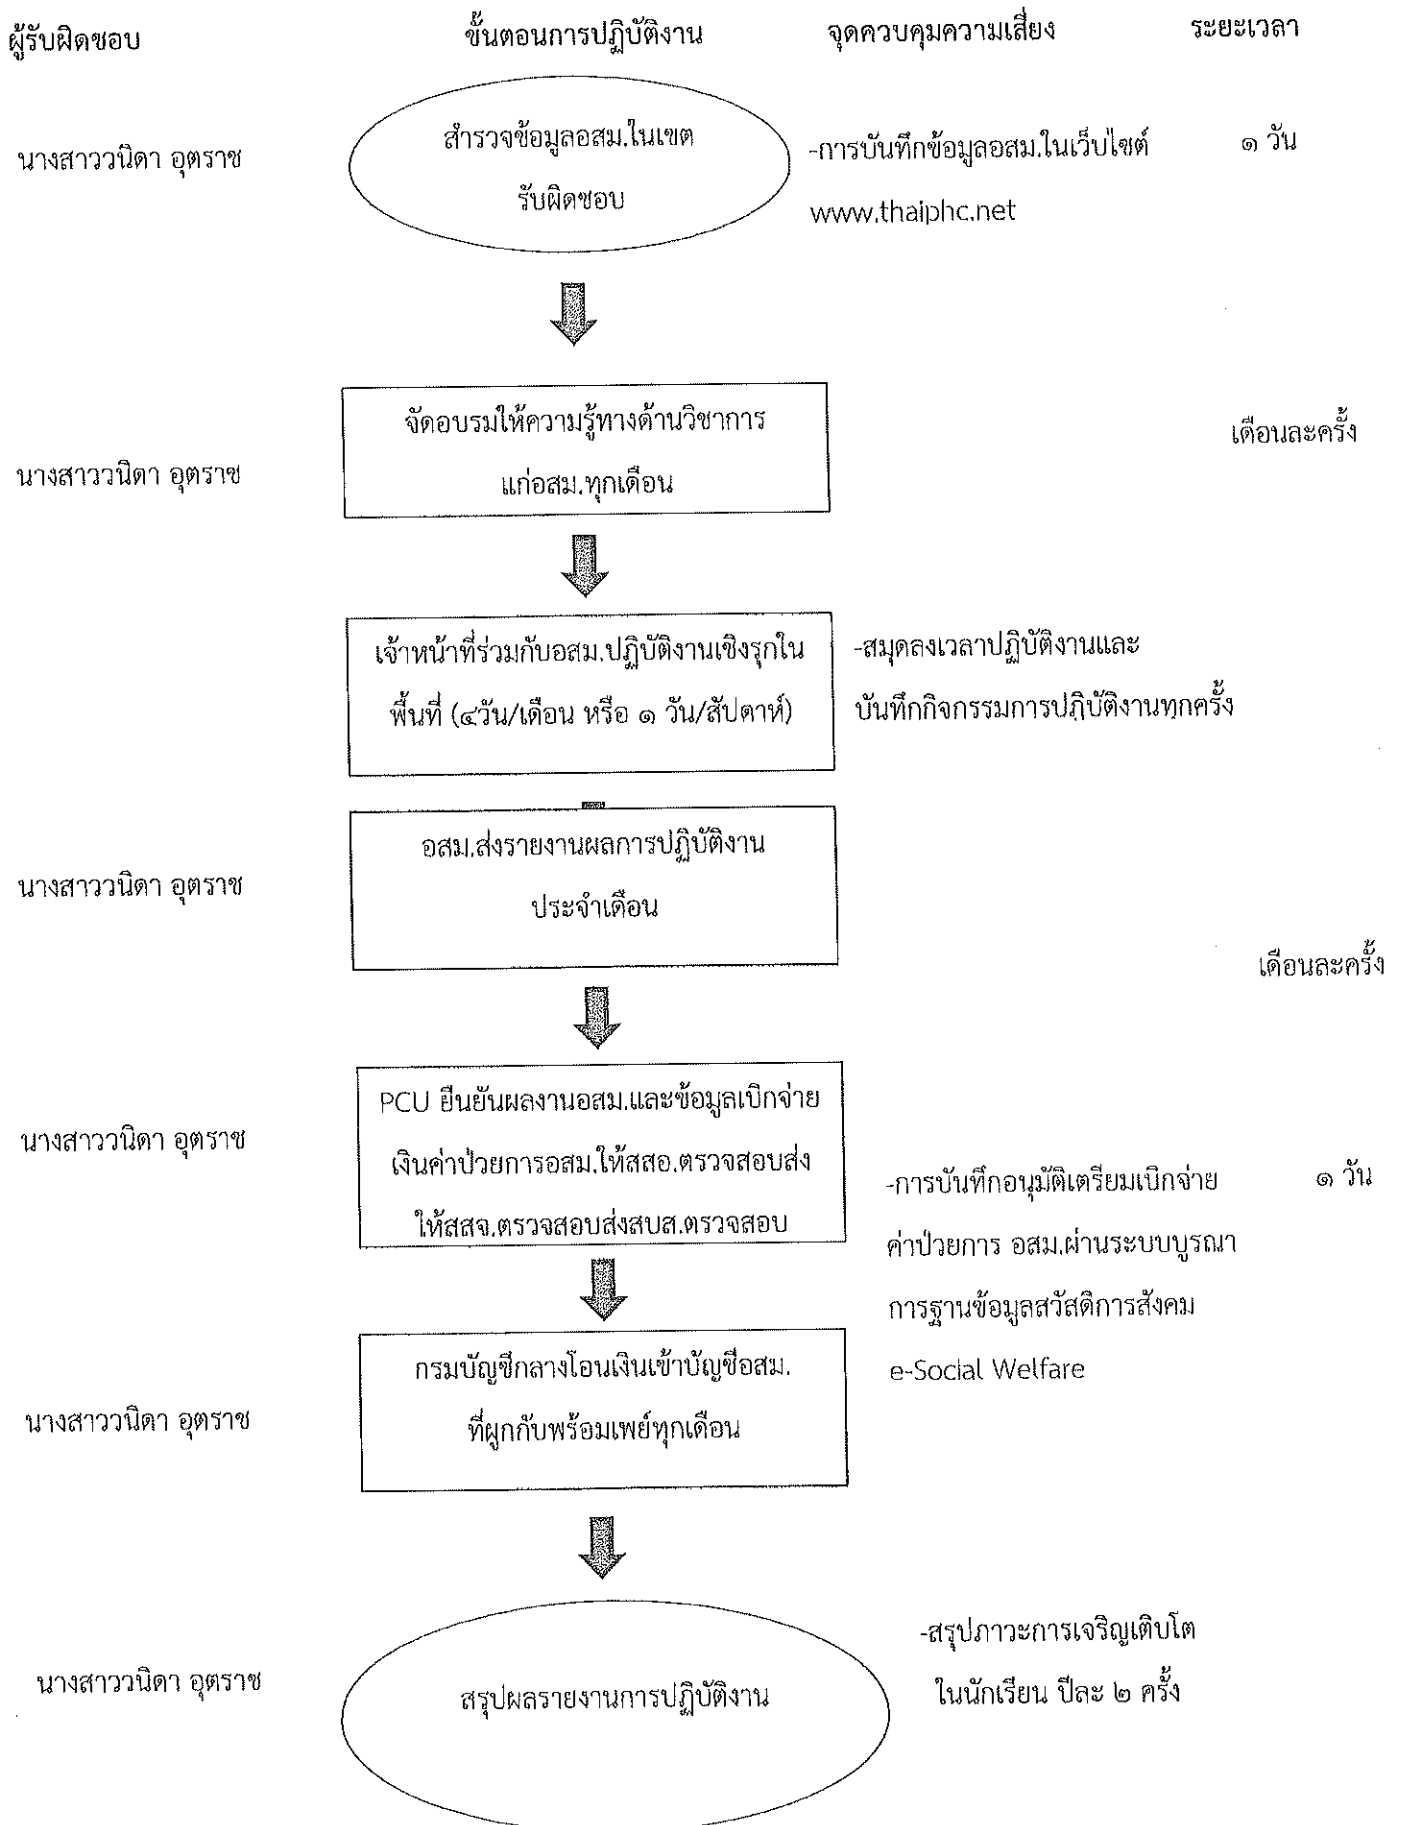 ผู้รับผิดชอบ ขั้นตอนการปฏิบัติงาน จุดควบคุมความเสี่ยง ระยะเวลา
สำรวจข้อมูลอสม.ในเขต
รับผิดชอบ
นางสาววนิดา อุตราช
-การบันทึกข้อมูลอสม.ในเว็บไซต์
www.thaiphc.net
๑ วัน
จัดอบรมให้ความรู้ทางด้านวิชาการ
แก่อสม.ทุกเดือน
นางสาววนิดา อุตราช
เดือนละครั้ง
เจ้าหน้าที่ร่วมกับอสม.ปฏิบัติงานเชิงรุกใน
พื้นที่ (๔วัน/เดือน หรือ ๑ วัน/สัปดาห์)
-สมุดลงเวลาปฏิบัติงานและ
บันทึกกิจกรรมการปฏิบัติงานทุกครั้ง
อสม.ส่งรายงานผลการปฏิบัติงาน
ประจำเดือน
นางสาววนิดา อุตราช
เดือนละครั้ง
PCU ยืนยันผลงานอสม.และข้อมูลเบิกจ่าย
เงินค่าป่วยการอสม.ให้สสอ.ตรวจสอบส่ง
ให้สสจ.ตรวจสอบส่งสบส.ตรวจสอบ
นางสาววนิดา อุตราช
-การบันทึกอนุมัติเตรียมเบิกจ่าย
ค่าป่วยการ อสม.ผ่านระบบบูรณา
การฐานข้อมูลสวัสดิการสังคม
e-Social Welfare
๑ วัน
กรมบัญชีกลางโอนเงินเข้าบัญชีอสม.
ที่ผูกกับพร้อมเพย์ทุกเดือน
นางสาววนิดา อุตราช
สรุปผลรายงานการปฏิบัติงาน
นางสาววนิดา อุตราช
-สรุปภาวะการเจริญเติบโต
ในนักเรียน ปีละ ๒ ครั้ง